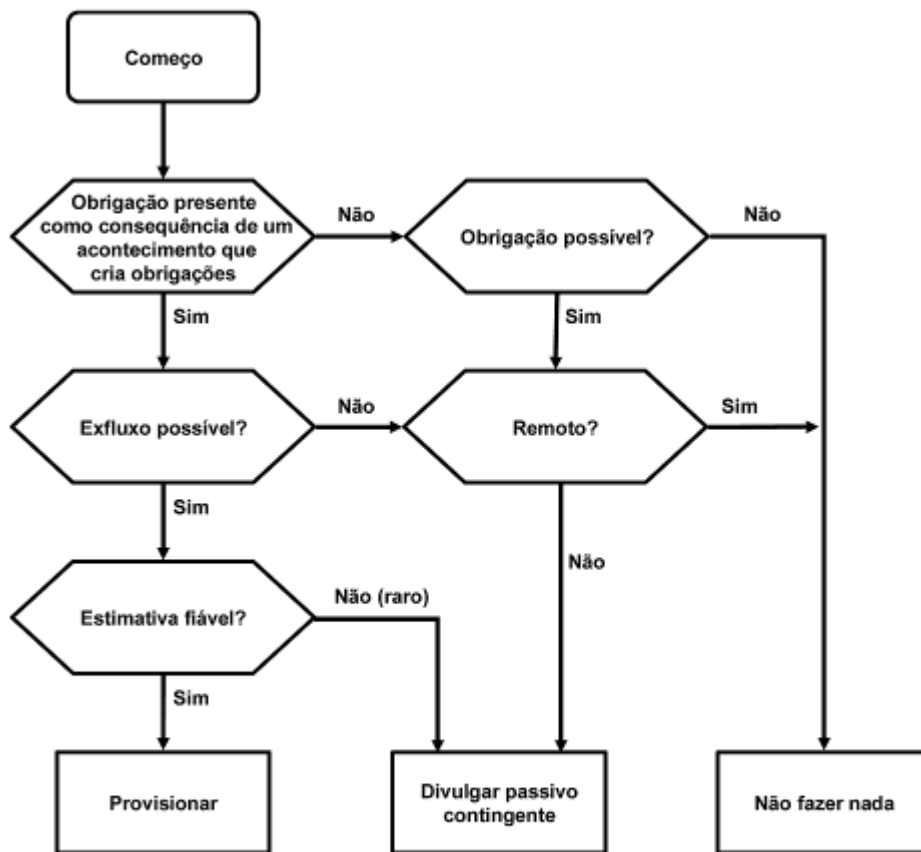 Começo
Obrigação presente
como consequência de um
acontecimento que
cria obrigações
Não
Obrigação possível?
Não
Sim
Sim
Exfluxo possível?
Não
Remoto?
Sim
Sim
Não
Estimativa fiável?
Não (raro)
Sim
Provisionar
Divulgar passivo
contingente
Não fazer nada